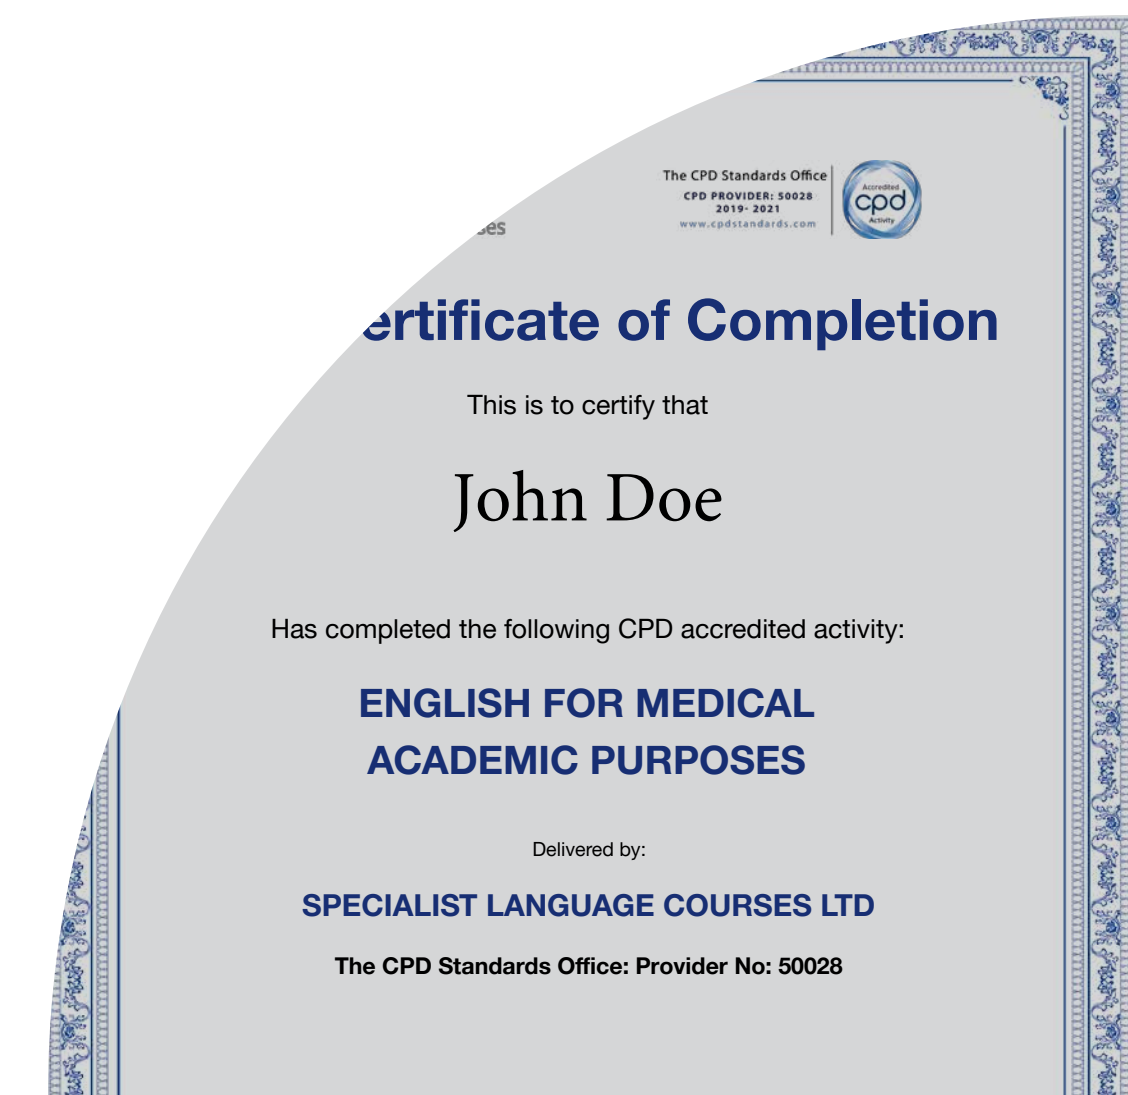 The CPD Standards Office
CPD PROVIDER: 50028
2019- 2021
www.cpdstandards.com
Accredited
cpd
Activity
ses
ertificate of Completion
This is to certify that
John Doe
Has completed the following CPD accredited activity:
ENGLISH FOR MEDICAL
ACADEMIC PURPOSES
Delivered by:
SPECIALIST LANGUAGE COURSES LTD
The CPD Standards Office: Provider No: 50028